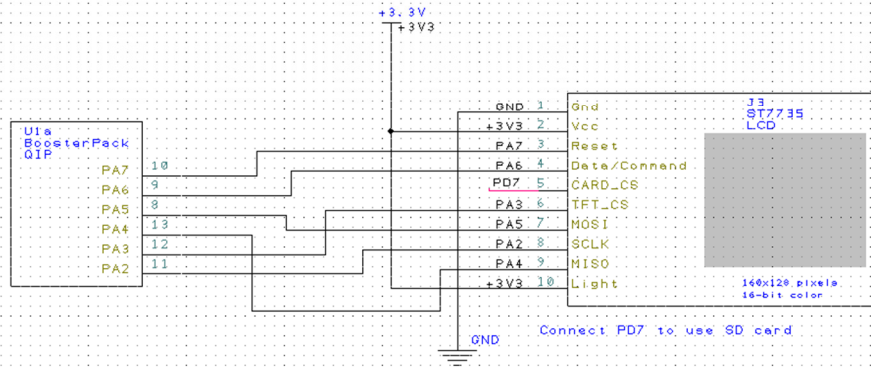 +3.3V
+3V3
U1a
BoosterPack
QIP
PA7 10
PA6 9
PA5 8
PA4 13
PA3 12
PA2 11
J3
ST7735
LCD
GND 1 Gnd
+3V3 2 Vcc
PA7 3 Reset
PA6 4 Data/Command
PD7 5 CARD_CS
PA3 6 TFT_CS
PA5 7 MOSI
PA2 8 SCLK
PA4 9 MISO
+3V3 10 Light
160x128 pixels
16-bit color
Connect PD7 to use SD card
GND